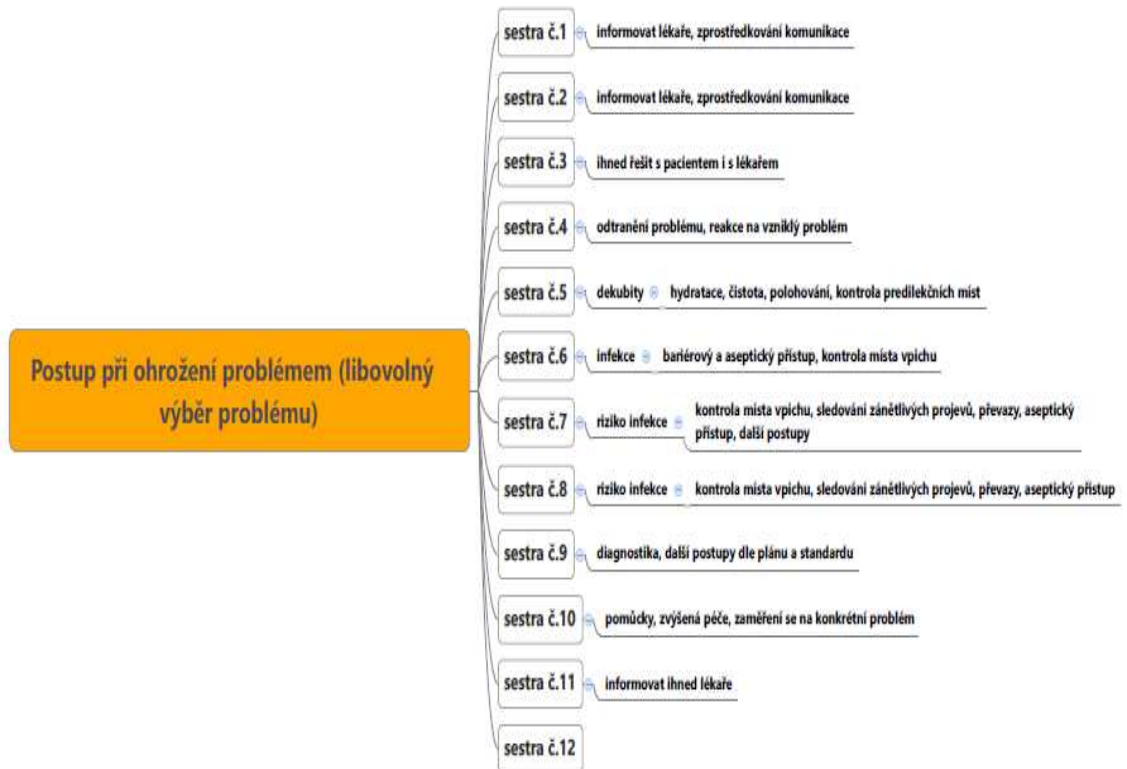 sestra č.1 informovat lékaře, zprostředkování komunikace
sestra č.2 informovat lékaře, zprostředkování komunikace
sestra č.3 ihned řešit s pacientem i s lékařem
sestra č.4 odtranění problému, reakce na vzniklý problém
sestra č.5 dekubity hydratace, čistota, polohování, kontrola predilekčních míst
Postup při ohrožení problémem (libovolný
výběr problému)
sestra č.6 infekce bariérový a aseptický přístup, kontrola místa vpichu
sestra č.7 riziko infekce kontrola místa vpichu, sledování zánětlivých projevů, převazy, aseptický
přístup, další postupy
sestra č.8 riziko infekce kontrola místa vpichu, sledování zánětlivých projevů, převazy, aseptický přístup
sestra č.9 diagnostika, další postupy dle plánu a standardu
sestra č.10 pomůcky, zvýšená péče, zaměření se na konkrétní problém
sestra č.11 informovat ihned lékaře
sestra č.12